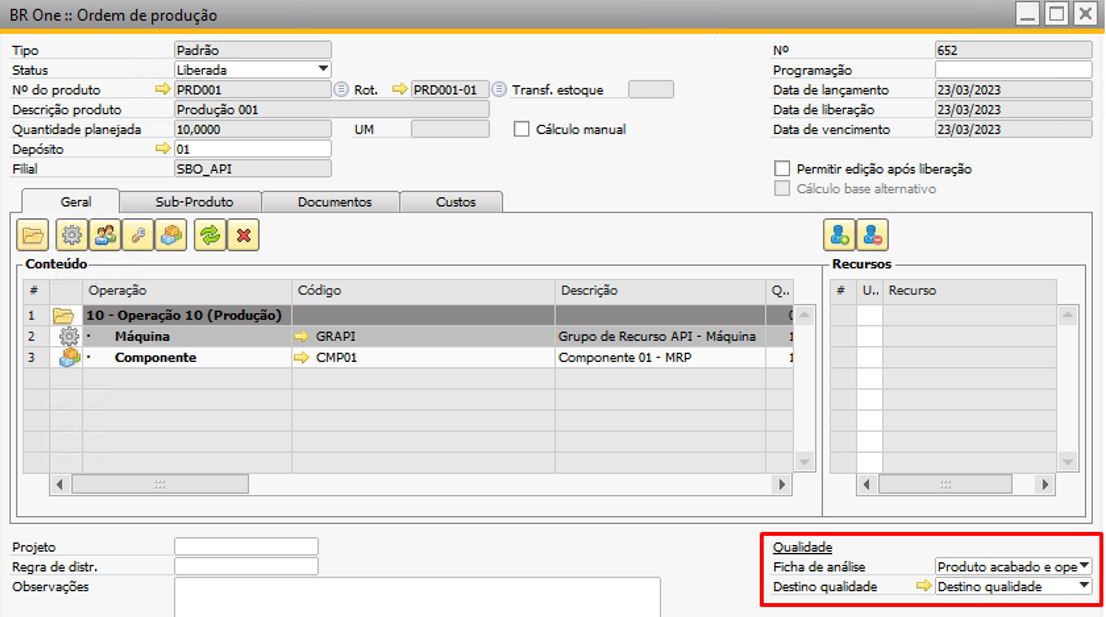 BR One :: Ordem de produção
Tipo Padrão Nº 652
Status Liberada Programação
Nº do produto PRD001 Rot. PRD001-01 Transf. estoque Data de lançamento 23/03/2023
Descrição produto Produção 001 Data de liberação 23/03/2023
Quantidade planejada 10,0000 UM Cálculo manual Data de vencimento 23/03/2023
Depósito 01
Filial SBO_API Permitir edição após liberação
Cálculo base alternativo
Geral Sub-Produto Documentos Custos
Conteúdo Recursos
# Operação Código Descrição Q.. # U.. Recurso
1 10 - Operação 10 (Produção)
2 Máquina GRAPI Grupo de Recurso API - Máquina 1
3 Componente CMP01 Componente 01 - MRP 1
Projeto Qualidade
Regra de distr. Ficha de análise Produto acabado e ope
Observações Destino qualidade Destino qualidade